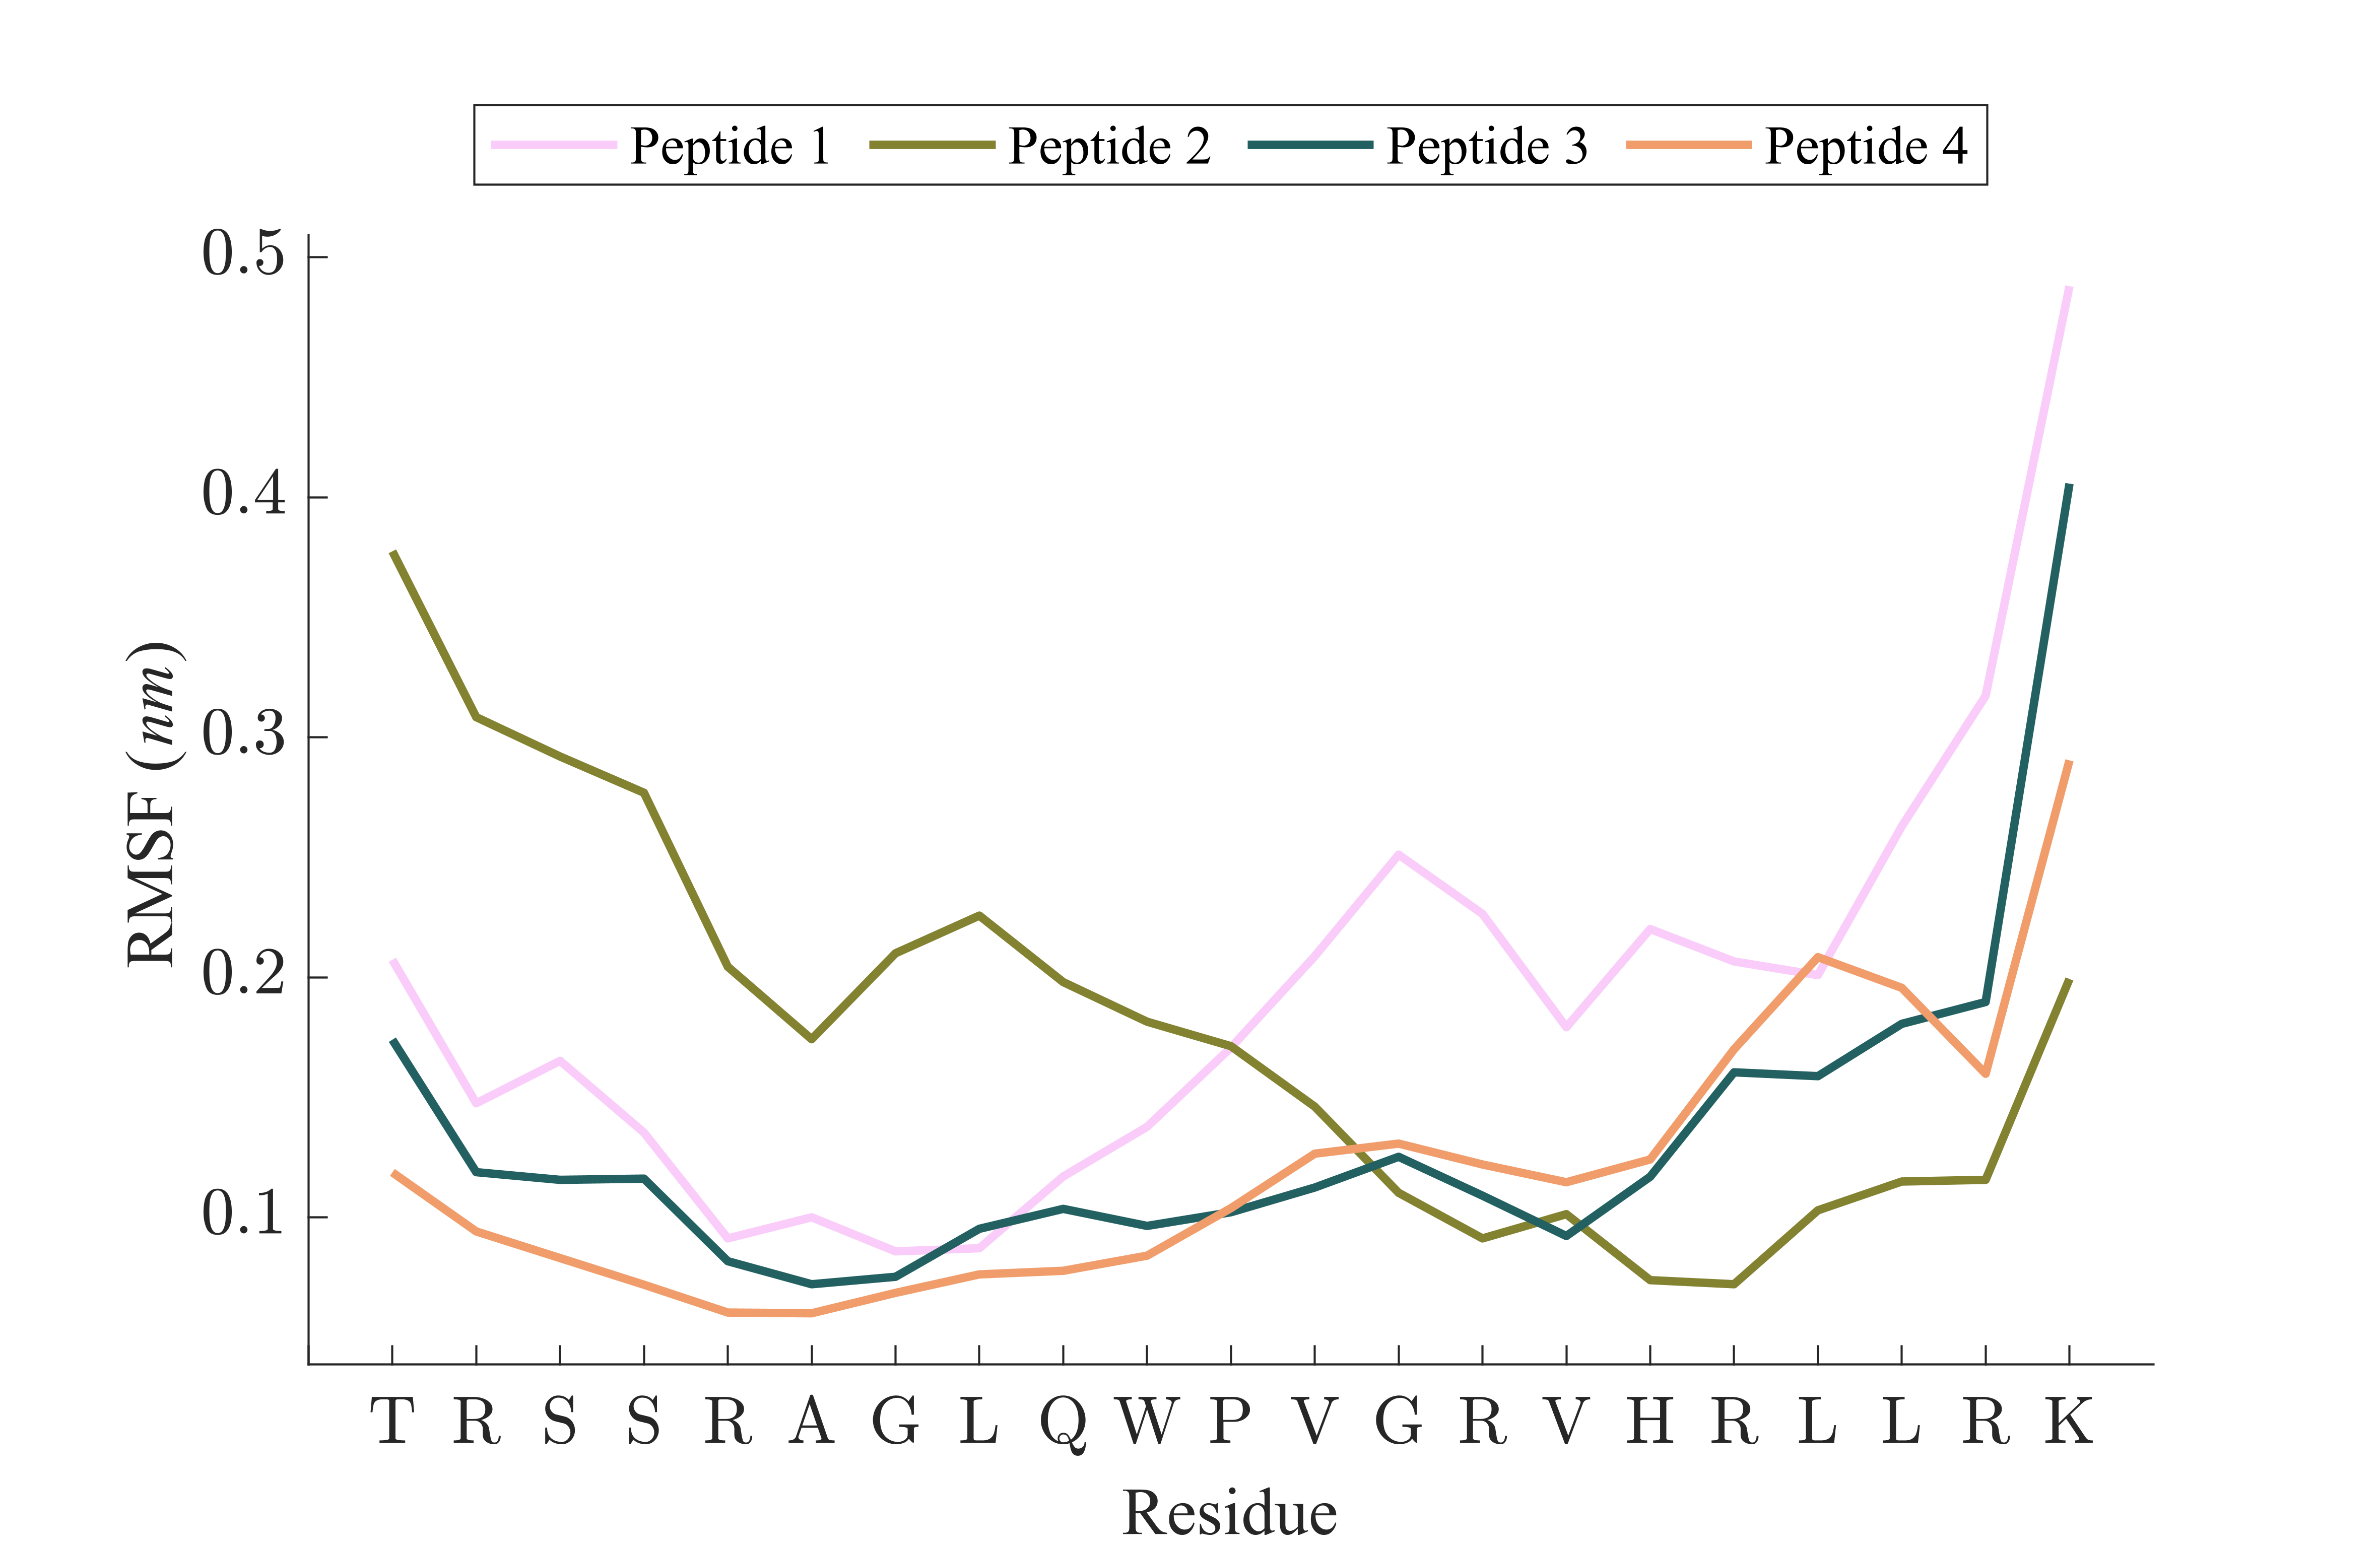 Peptide 1 Peptide 2 Peptide 3 Peptide 4
0.5
0.4
0.3
0.2
0.1
RMSF (nm)
T R S S R A G L Q W P V G R V H R L L R K
Residue